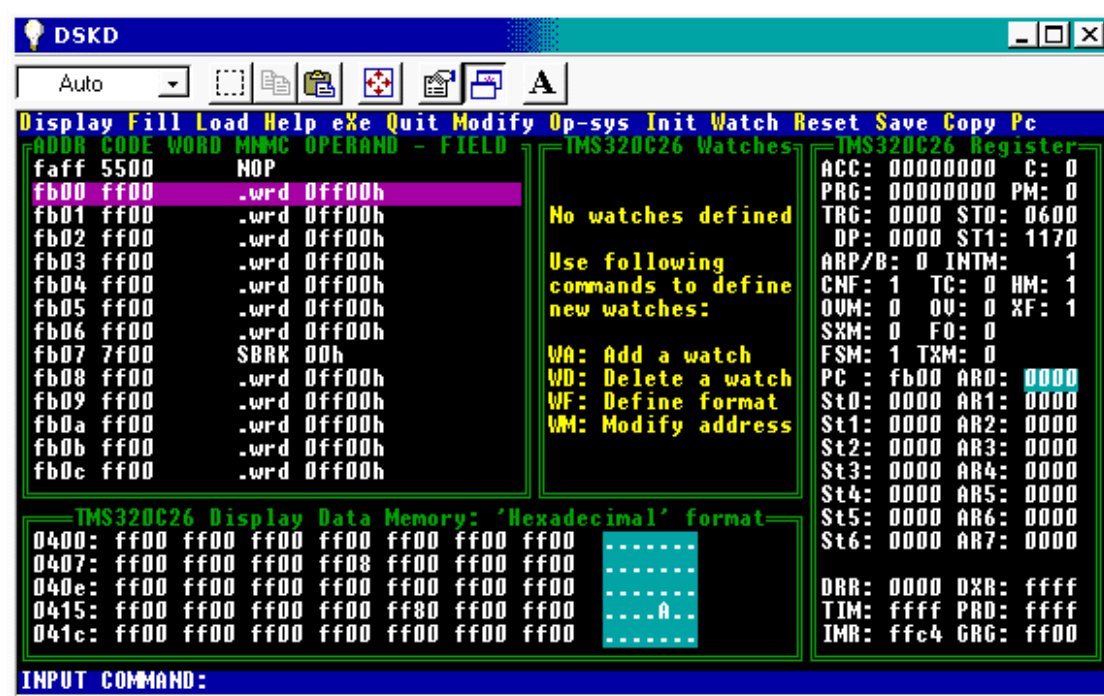 DSKD
Auto
A
Display Fill Load Help eXe Quit Modify Op-sys Init Watch Reset Save Copy Pc
ADDR CODE WORD MNMC OPERAND - FIELD
faff 5500 NOP
fb00 ff00 .wrd 0ff00h
fb01 ff00 .wrd 0ff00h
fb02 ff00 .wrd 0ff00h
fb03 ff00 .wrd 0ff00h
fb04 ff00 .wrd 0ff00h
fb05 ff00 .wrd 0ff00h
fb06 ff00 .wrd 0ff00h
fb07 7f00 SBRK 00h
fb08 ff00 .wrd 0ff00h
fb09 ff00 .wrd 0ff00h
fb0a ff00 .wrd 0ff00h
fb0b ff00 .wrd 0ff00h
fb0c ff00 .wrd 0ff00h
TMS320C26 Watches
No watches defined
Use following
commands to define
new watches:
WA: Add a watch
WD: Delete a watch
WF: Define format
WM: Modify address
TMS320C26 Register
ACC: 00000000 C: 0
PRG: 00000000 PM: 0
TRG: 0000 ST0: 0600
DP: 0000 ST1: 1170
ARP/B: 0 INTM: 1
CNF: 1 TC: 0 HM: 1
OVM: 0 OV: 0 XF: 1
SXM: 0 FO: 0
FSM: 1 TXM: 0
PC : fb00 AR0: 0000
St0: 0000 AR1: 0000
St1: 0000 AR2: 0000
St2: 0000 AR3: 0000
St3: 0000 AR4: 0000
St4: 0000 AR5: 0000
St5: 0000 AR6: 0000
St6: 0000 AR7: 0000
DRR: 0000 DXR: ffff
TIM: ffff PRD: ffff
IMR: ffc4 GRG: ff00
TMS320C26 Display Data Memory: 'Hexadecimal' format
0400: ff00 ff00 ff00 ff00 ff00 ff00 ff00 .......
0407: ff00 ff00 ff00 ff08 ff00 ff00 ff00 .......
040e: ff00 ff00 ff00 ff00 ff00 ff00 ff00 .......
0415: ff00 ff00 ff00 ff00 ff80 ff00 ff00 ....A..
041c: ff00 ff00 ff00 ff00 ff00 ff00 ff00 .......
INPUT COMMAND: